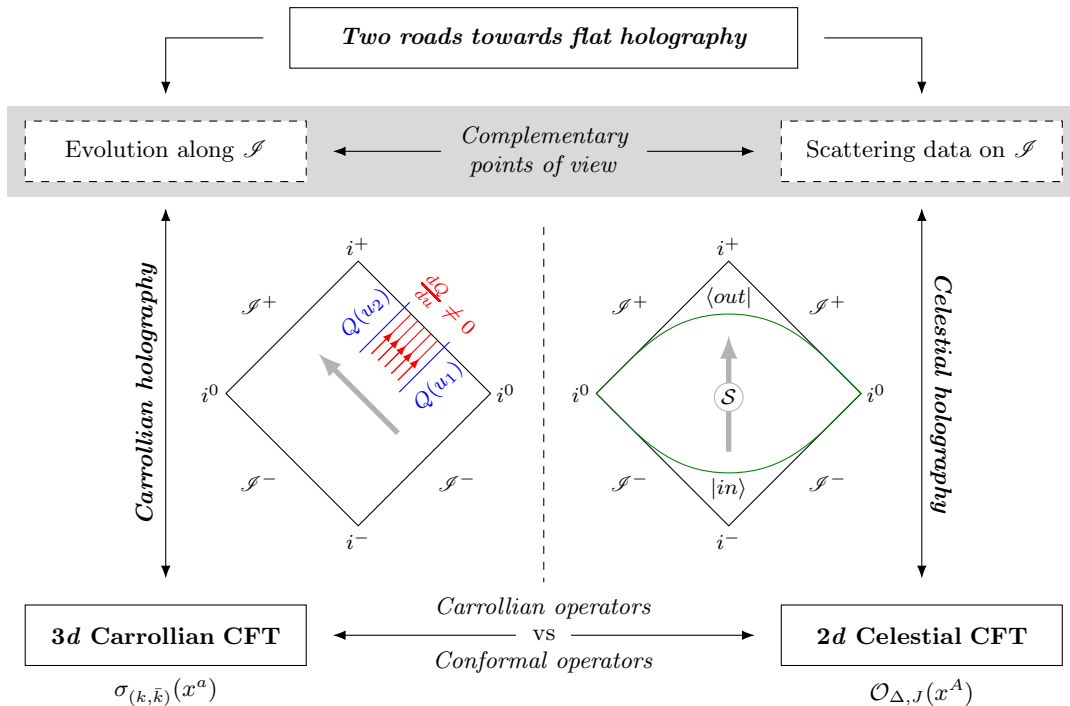 Two roads towards flat holography
Evolution along ℐ
Complementary
points of view
Scattering data on ℐ
Carrollian holography
i⁺
ℐ⁺
Q(u₂)
dQ/du ≠ 0
Q(u₁)
i⁰
i⁰
ℐ⁻
ℐ⁻
i⁻
i⁺
⟨out|
ℐ⁺
ℐ⁺
i⁰
𝒮
i⁰
ℐ⁻
|in⟩
ℐ⁻
i⁻
Celestial holography
3d Carrollian CFT
Carrollian operators
vs
Conformal operators
2d Celestial CFT
σ₍ₖ,ₖ̄₎(xᵃ)
𝒪_{Δ,J}(x^A)